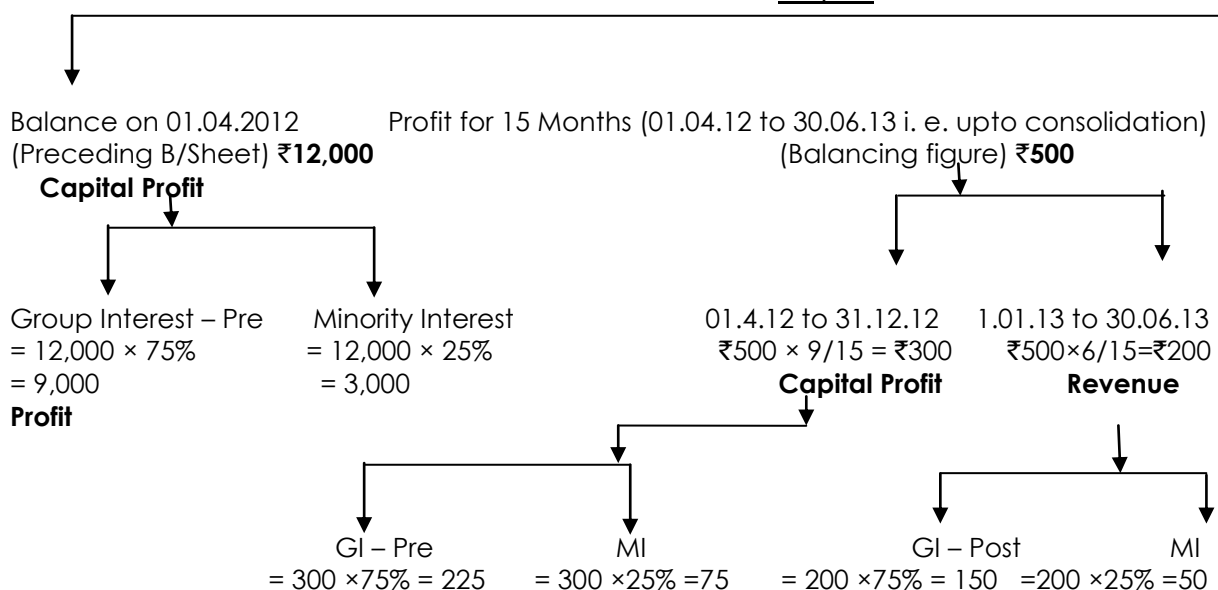 Balance on 01.04.2012 Profit for 15 Months (01.04.12 to 30.06.13 i. e. upto consolidation)
(Preceding B/Sheet) ₹12,000 (Balancing figure) ₹500
Capital Profit
Group Interest – Pre Minority Interest 01.4.12 to 31.12.12 1.01.13 to 30.06.13
= 12,000 × 75% = 12,000 × 25% ₹500 × 9/15 = ₹300 ₹500×6/15=₹200
= 9,000 = 3,000 Capital Profit Revenue
Profit
GI – Pre MI GI – Post MI
= 300 ×75% = 225 = 300 ×25% =75 = 200 ×75% = 150 =200 ×25% =50